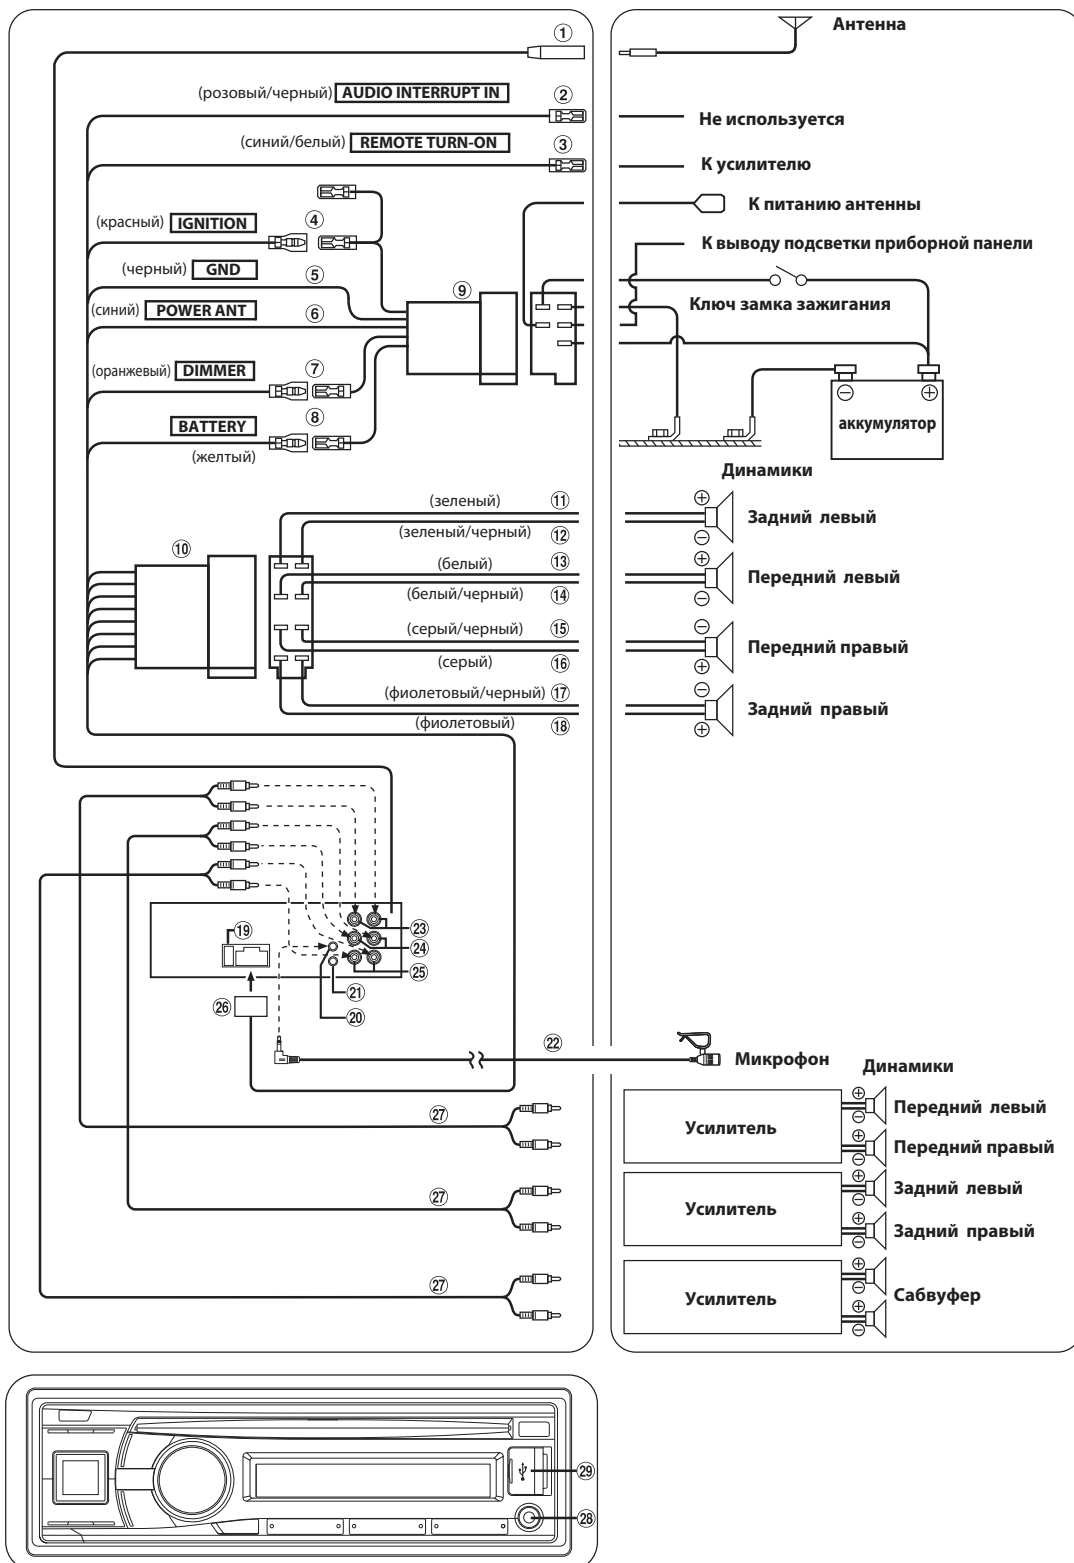 ① Антенна
(розовый/черный) AUDIO INTERRUPT IN ② Не используется
(синий/белый) REMOTE TURN-ON ③ К усилителю
К питанию антенны
(красный) IGNITION ④ К выводу подсветки приборной панели
(черный) GND ⑤ ⑨ Ключ замка зажигания
(синий) POWER ANT ⑥
(оранжевый) DIMMER ⑦
⊖ ⊕
BATTERY ⑧ аккумулятор
(желтый)
Динамики
(зеленый) ⑪ ⊕ Задний левый
(зеленый/черный) ⑫ ⊖
⑩ (белый) ⑬ ⊕ Передний левый
(белый/черный) ⑭ ⊖
(серый/черный) ⑮ ⊖ Передний правый
(серый) ⑯ ⊕
(фиолетовый/черный) ⑰ ⊖ Задний правый
(фиолетовый) ⑱ ⊕
⑲ ㉓
㉔
㉕
㉑
㉖ ⑳
㉒ Микрофон
Динамики
㉗ Усилитель ⊕ ⊖ Передний левый
⊕ ⊖ Передний правый
㉗ Усилитель ⊕ ⊖ Задний левый
⊕ ⊖ Задний правый
㉗ Усилитель ⊕ ⊖ Сабвуфер
⊕ ⊖
㉙
㉘